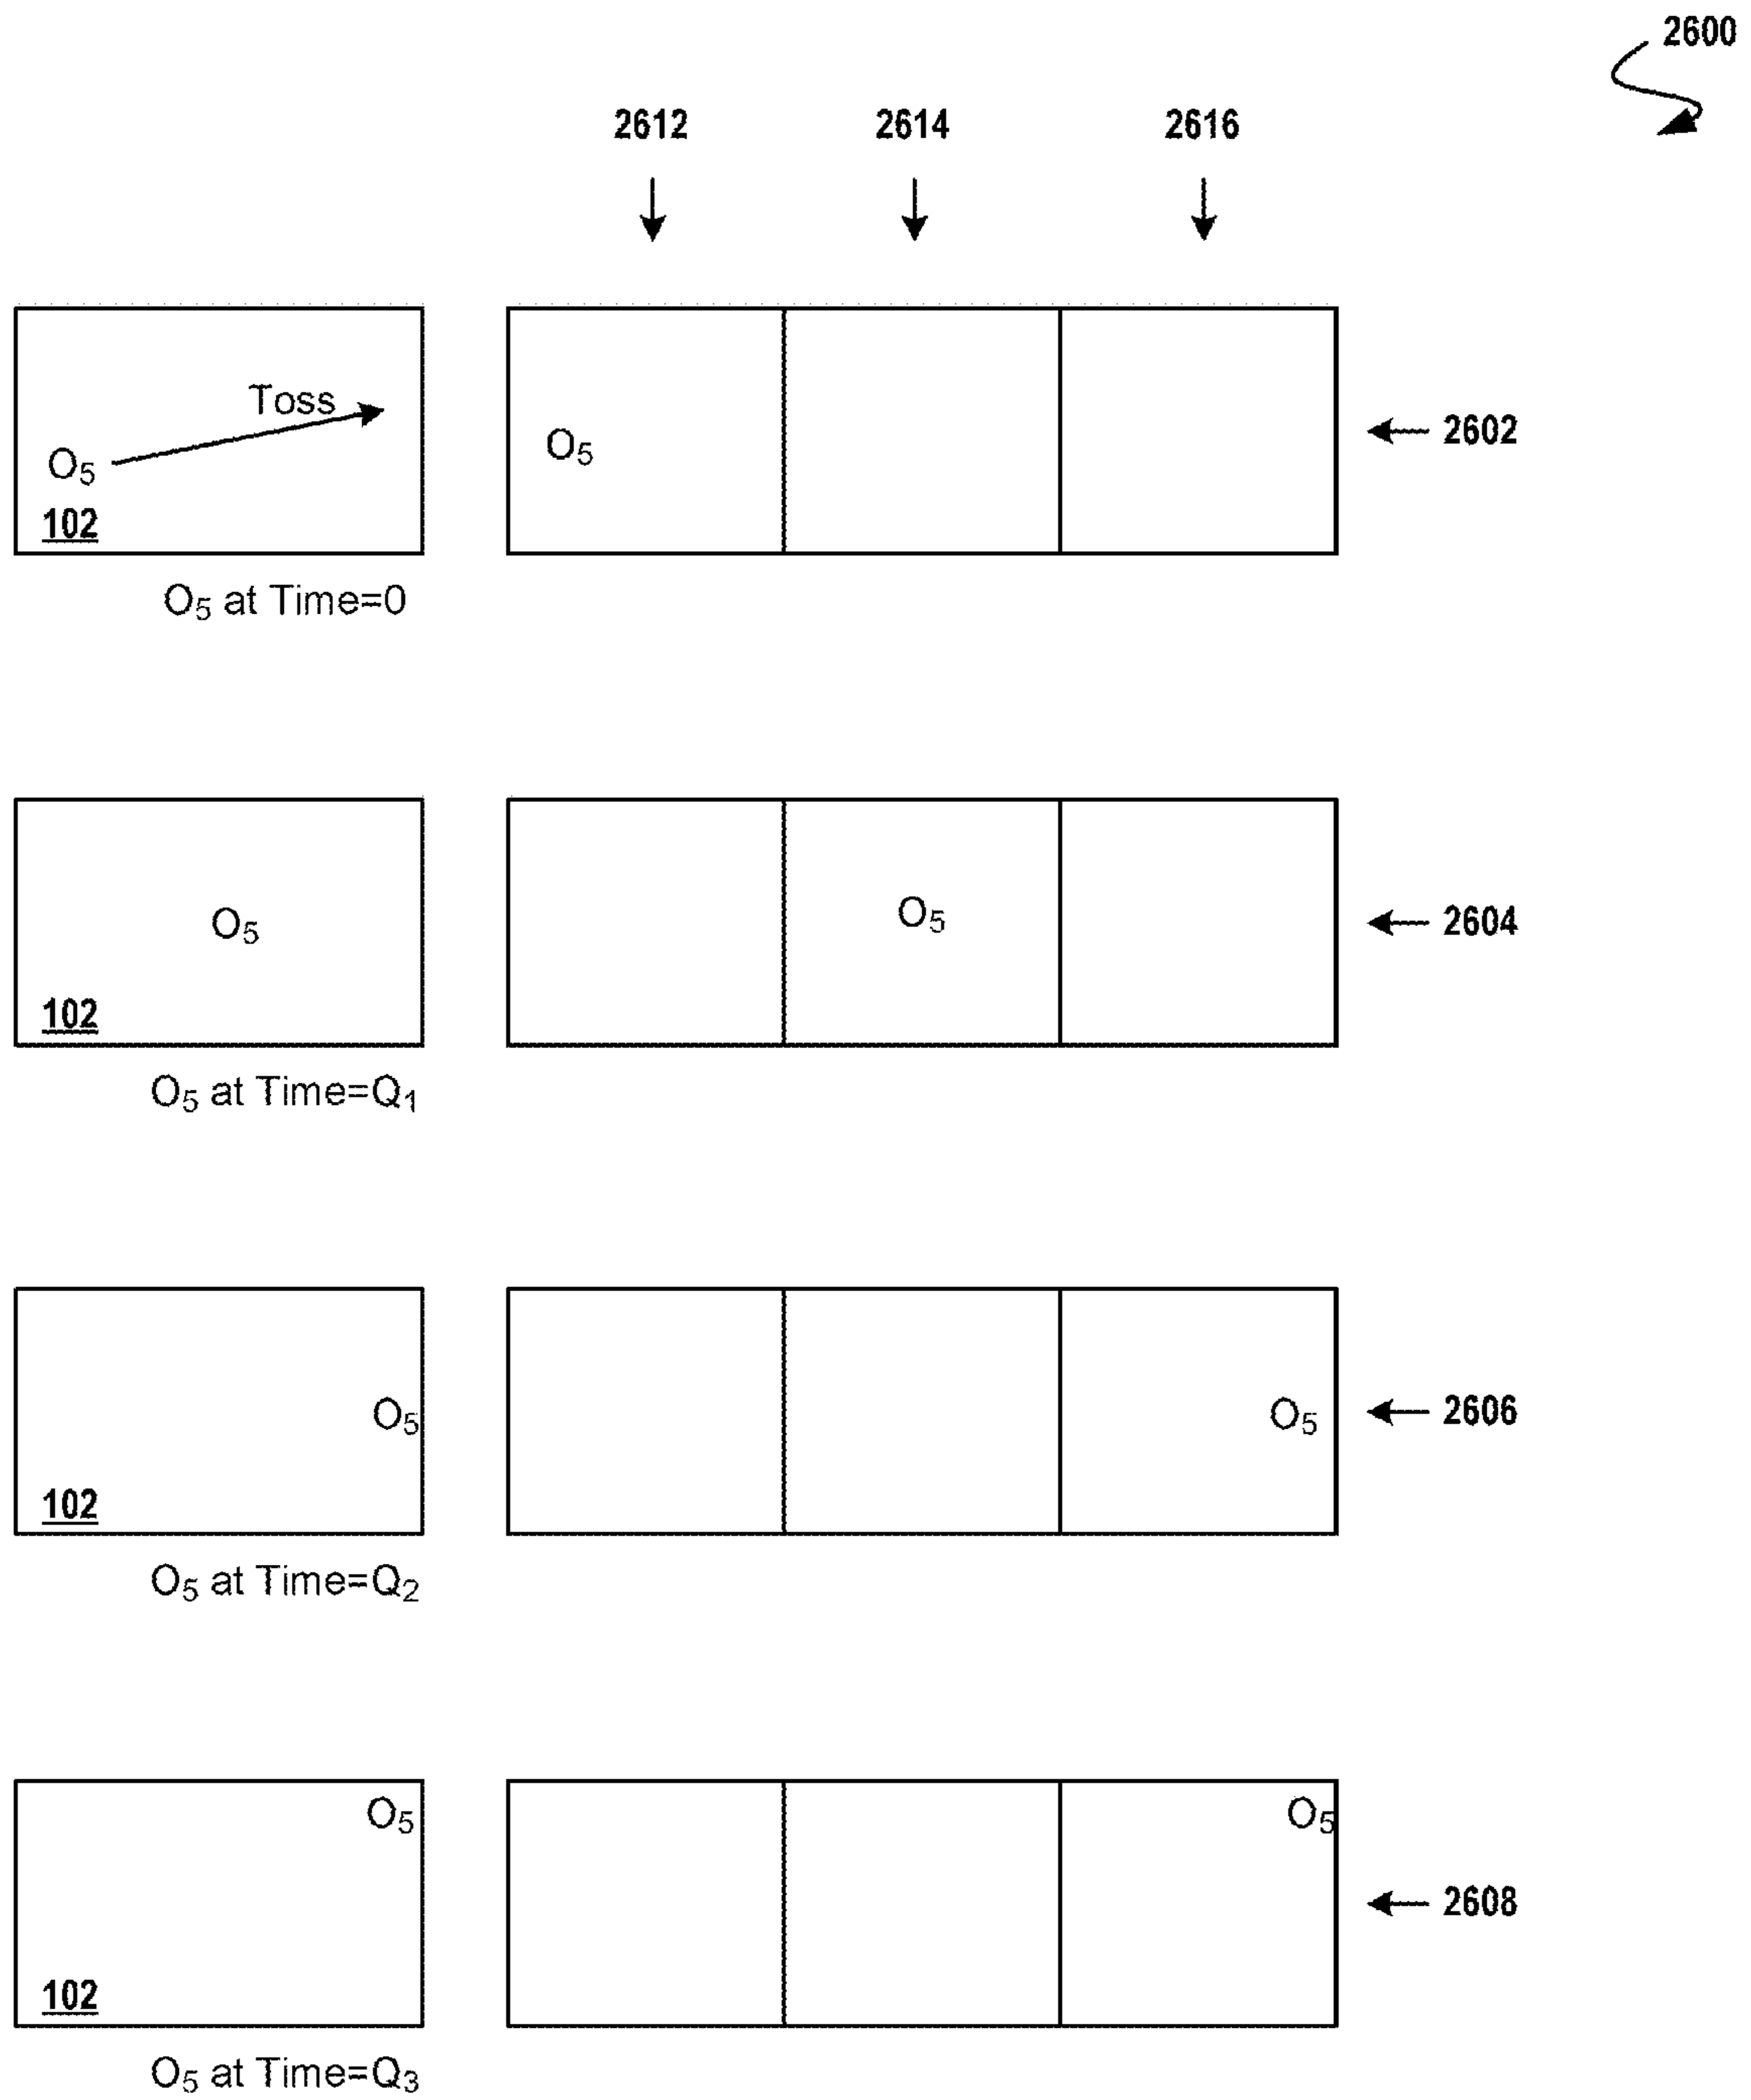 2600
2612 2614 2616
Toss
O₅ O₅ 2602
102
O₅ at Time=0
O₅ O₅ 2604
102
O₅ at Time=Q₁
O₅ O₅ 2606
102
O₅ at Time=Q₂
O₅ O₅
2608
102
O₅ at Time=Q₃